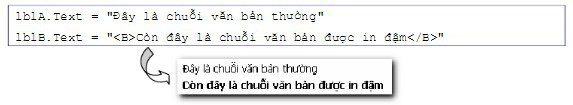 lblA.Text = "Đây là chuỗi văn bản thường"
lblB.Text = "<B>Còn đây là chuỗi văn bản được in đậm</B>"
Đây là chuỗi văn bản thường
Còn đây là chuỗi văn bản được in đậm